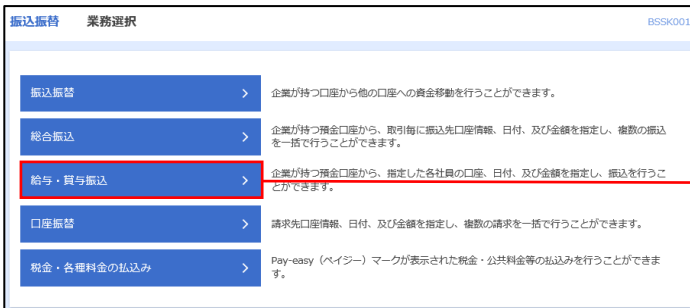 振込振替 業務選択 BSSK001
振込振替
企業が持つ口座から他の口座への資金移動を行うことができます。
総合振込
企業が持つ預金口座から、取引毎に振込先口座情報、日付、及び金額を指定し、複数の振込
を一括で行うことができます。
給与・賞与振込
企業が持つ預金口座から、指定した各社員の口座、日付、及び金額を指定し、振込を行うこ
とができます。
口座振替
請求先口座情報、日付、及び金額を指定し、複数の請求を一括で行うことができます。
税金・各種料金の払込み
Pay-easy（ペイジー）マークが表示された税金・公共料金等の払込みを行うことができま
す。